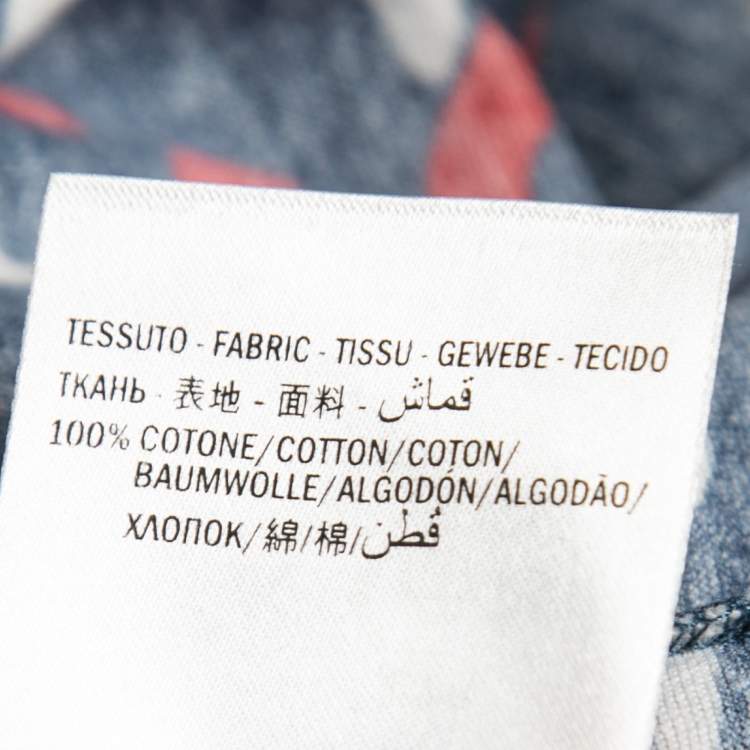 TESSUTO - FABRIC - TISSU - GEWEBE - TECIDO
ТКАНЬ - 表地 - 面料 - قماش
100% COTONE/COTTON/COTON/
BAUMWOLLE/ALGODÓN/ALGODÃO/
ХЛОПОК/綿/棉/قُطْن